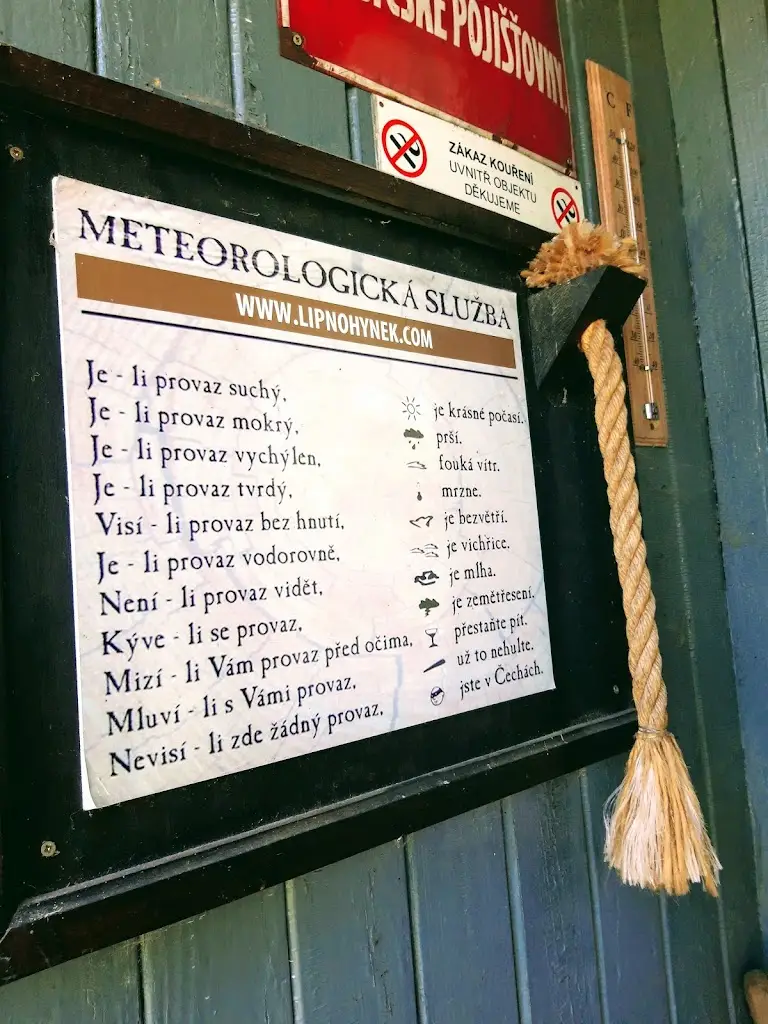 POJIŠŤOVNY
ZÁKAZ KOUŘENÍ
UVNITŘ OBJEKTU
DĚKUJEME
C F
METEOROLOGICKÁ SLUŽBA
WWW.LIPNOHYNEK.COM
Je - li provaz suchý, je krásné počasí.
Je - li provaz mokrý, prší.
Je - li provaz vychýlen, fouká vítr.
Je - li provaz tvrdý, mrzne.
Visí - li provaz bez hnutí, je bezvětří.
Je - li provaz vodorovně, je vichřice.
Není - li provaz vidět, je mlha.
Kýve - li se provaz, je zemětřesení.
Mizí - li Vám provaz před očima, přestaňte pít.
Mluví - li s Vámi provaz, už to nehulte.
Nevisí - li zde žádný provaz, jste v Čechách.